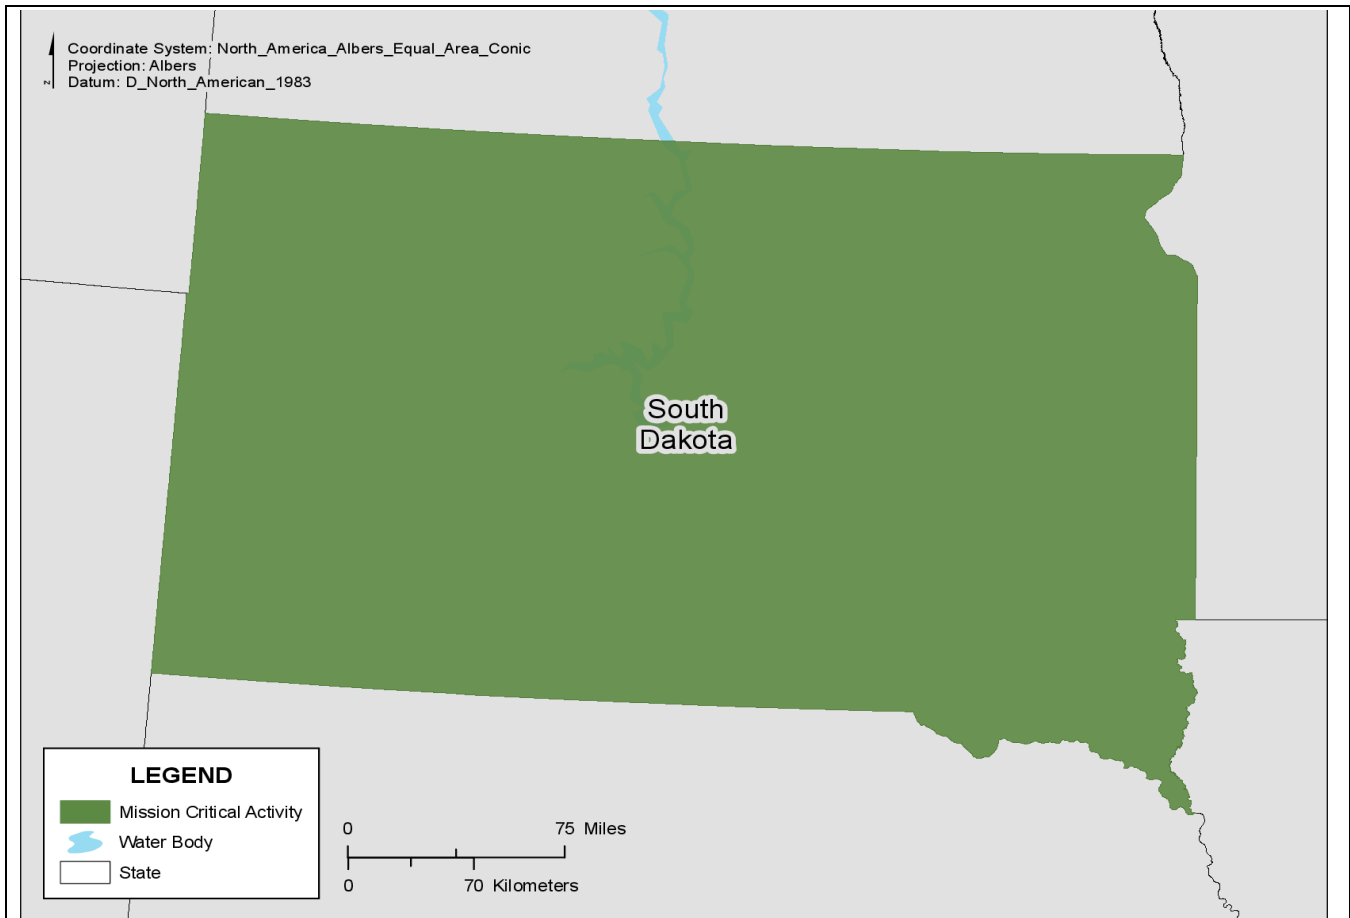 Coordinate System: North_America_Albers_Equal_Area_Conic
Projection: Albers
Datum: D_North_American_1983
z
South
Dakota
LEGEND
Mission Critical Activity
Water Body
State
0 75 Miles
0 70 Kilometers